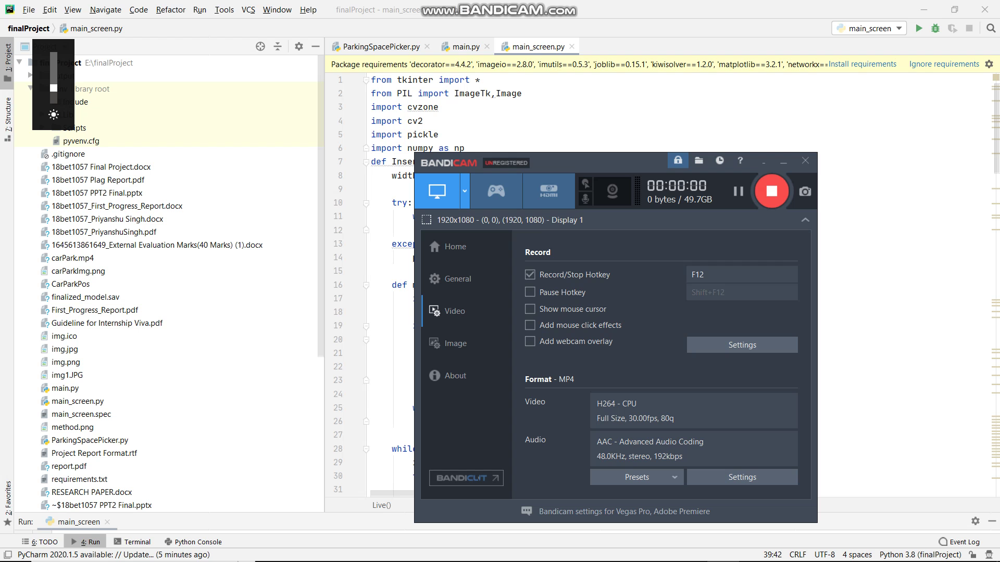 File Edit View Navigate Code Refactor Run Tools VCS Window Help finalProject - main_scree
www.BANDICAM.com
finalProject main_screen.py
main_screen
1: Project
7: Structure
2: Favorites
E:\finalProject
brary root
pyvenv.cfg
.gitignore
18bet1057 Final Project.docx
18bet1057 Plag Report.pdf
18bet1057 PPT2 Final.pptx
18bet1057_First_Progress_Report.docx
18bet1057_Priyanshu Singh.docx
18bet1057_PriyanshuSingh.pdf
1645613861649_External Evaluation Marks(40 Marks) (1).docx
carPark.mp4
carParkImg.png
CarParkPos
finalized_model.sav
First_Progress_Report.pdf
Guideline for Internship Viva.pdf
img.ico
img.jpg
img.png
img1.JPG
main.py
main_screen.py
main_screen.spec
method.png
ParkingSpacePicker.py
Project Report Format.rtf
report.pdf
requirements.txt
RESEARCH PAPER.docx
~$18bet1057 PPT2 Final.pptx
ParkingSpacePicker.py main.py main_screen.py
Package requirements 'decorator==4.4.2', 'imageio==2.8.0', 'imutils==0.5.3', 'joblib==0.15.1', 'kiwisolver==1.2.0', 'matplotlib==3.2.1', 'networkx== Install requirements Ignore requirements
1 from tkinter import *
2 from PIL import ImageTk,Image
3 import cvzone
4 import cv2
5 import pickle
6 import numpy as np
7 def Inser
8 width
9
10 try:
11
12
13 excep
14
15
16 def
17
18
19
20
21
22
23
24
25
26
27
28 while
29
30
31
Live()
BANDICAM UNREGISTERED
?
HDMI
00:00:00
0 bytes / 49.7GB
1920x1080 - (0, 0), (1920, 1080) - Display 1
Home
General
Video
Image
About
BANDICUT
Record
Record/Stop Hotkey F12
Pause Hotkey Shift+F12
Show mouse cursor
Add mouse click effects
Add webcam overlay
Settings
Format - MP4
Video
H264 - CPU
Full Size, 30.00fps, 80q
Audio
AAC - Advanced Audio Coding
48.0KHz, stereo, 192kbps
Presets Settings
Bandicam settings for Vegas Pro, Adobe Premiere
Run: main_screen
6: TODO 4: Run Terminal Python Console Event Log
PyCharm 2020.1.5 available: // Update... (5 minutes ago) 39:42 CRLF UTF-8 4 spaces Python 3.8 (finalProject)